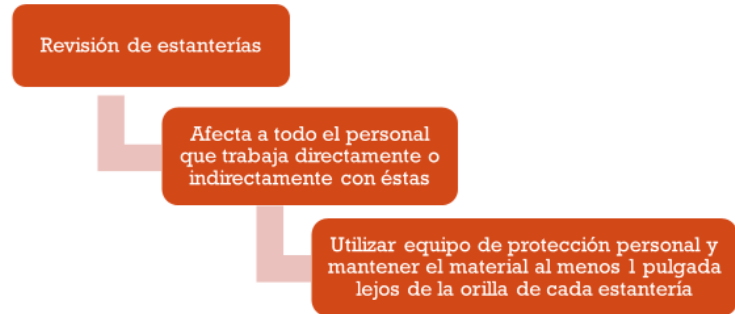 Revisión de estanterías
Afecta a todo el personal
que trabaja directamente o
indirectamente con éstas
Utilizar equipo de protección personal y
mantener el material al menos 1 pulgada
lejos de la orilla de cada estantería